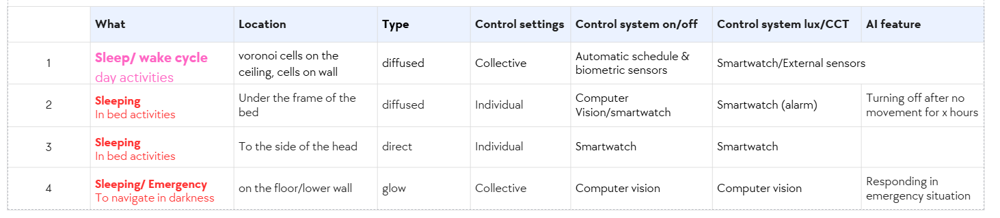 What Location Type Control settings Control system on/off Control system lux/CCT AI feature
1 Sleep/ wake cycle voronoi cells on the diffused Collective Automatic schedule & Smartwatch/External sensors
day activities ceiling, cells on wall biometric sensors
2 Sleeping Under the frame of the diffused Individual Computer Smartwatch (alarm) Turning off after no
In bed activities bed Vision/smartwatch movement for x hours
3 Sleeping To the side of the head direct Individual Smartwatch Smartwatch
In bed activities
4 Sleeping/ Emergency on the floor/lower wall glow Collective Computer vision Computer vision Responding in
To navigate in darkness emergency situation